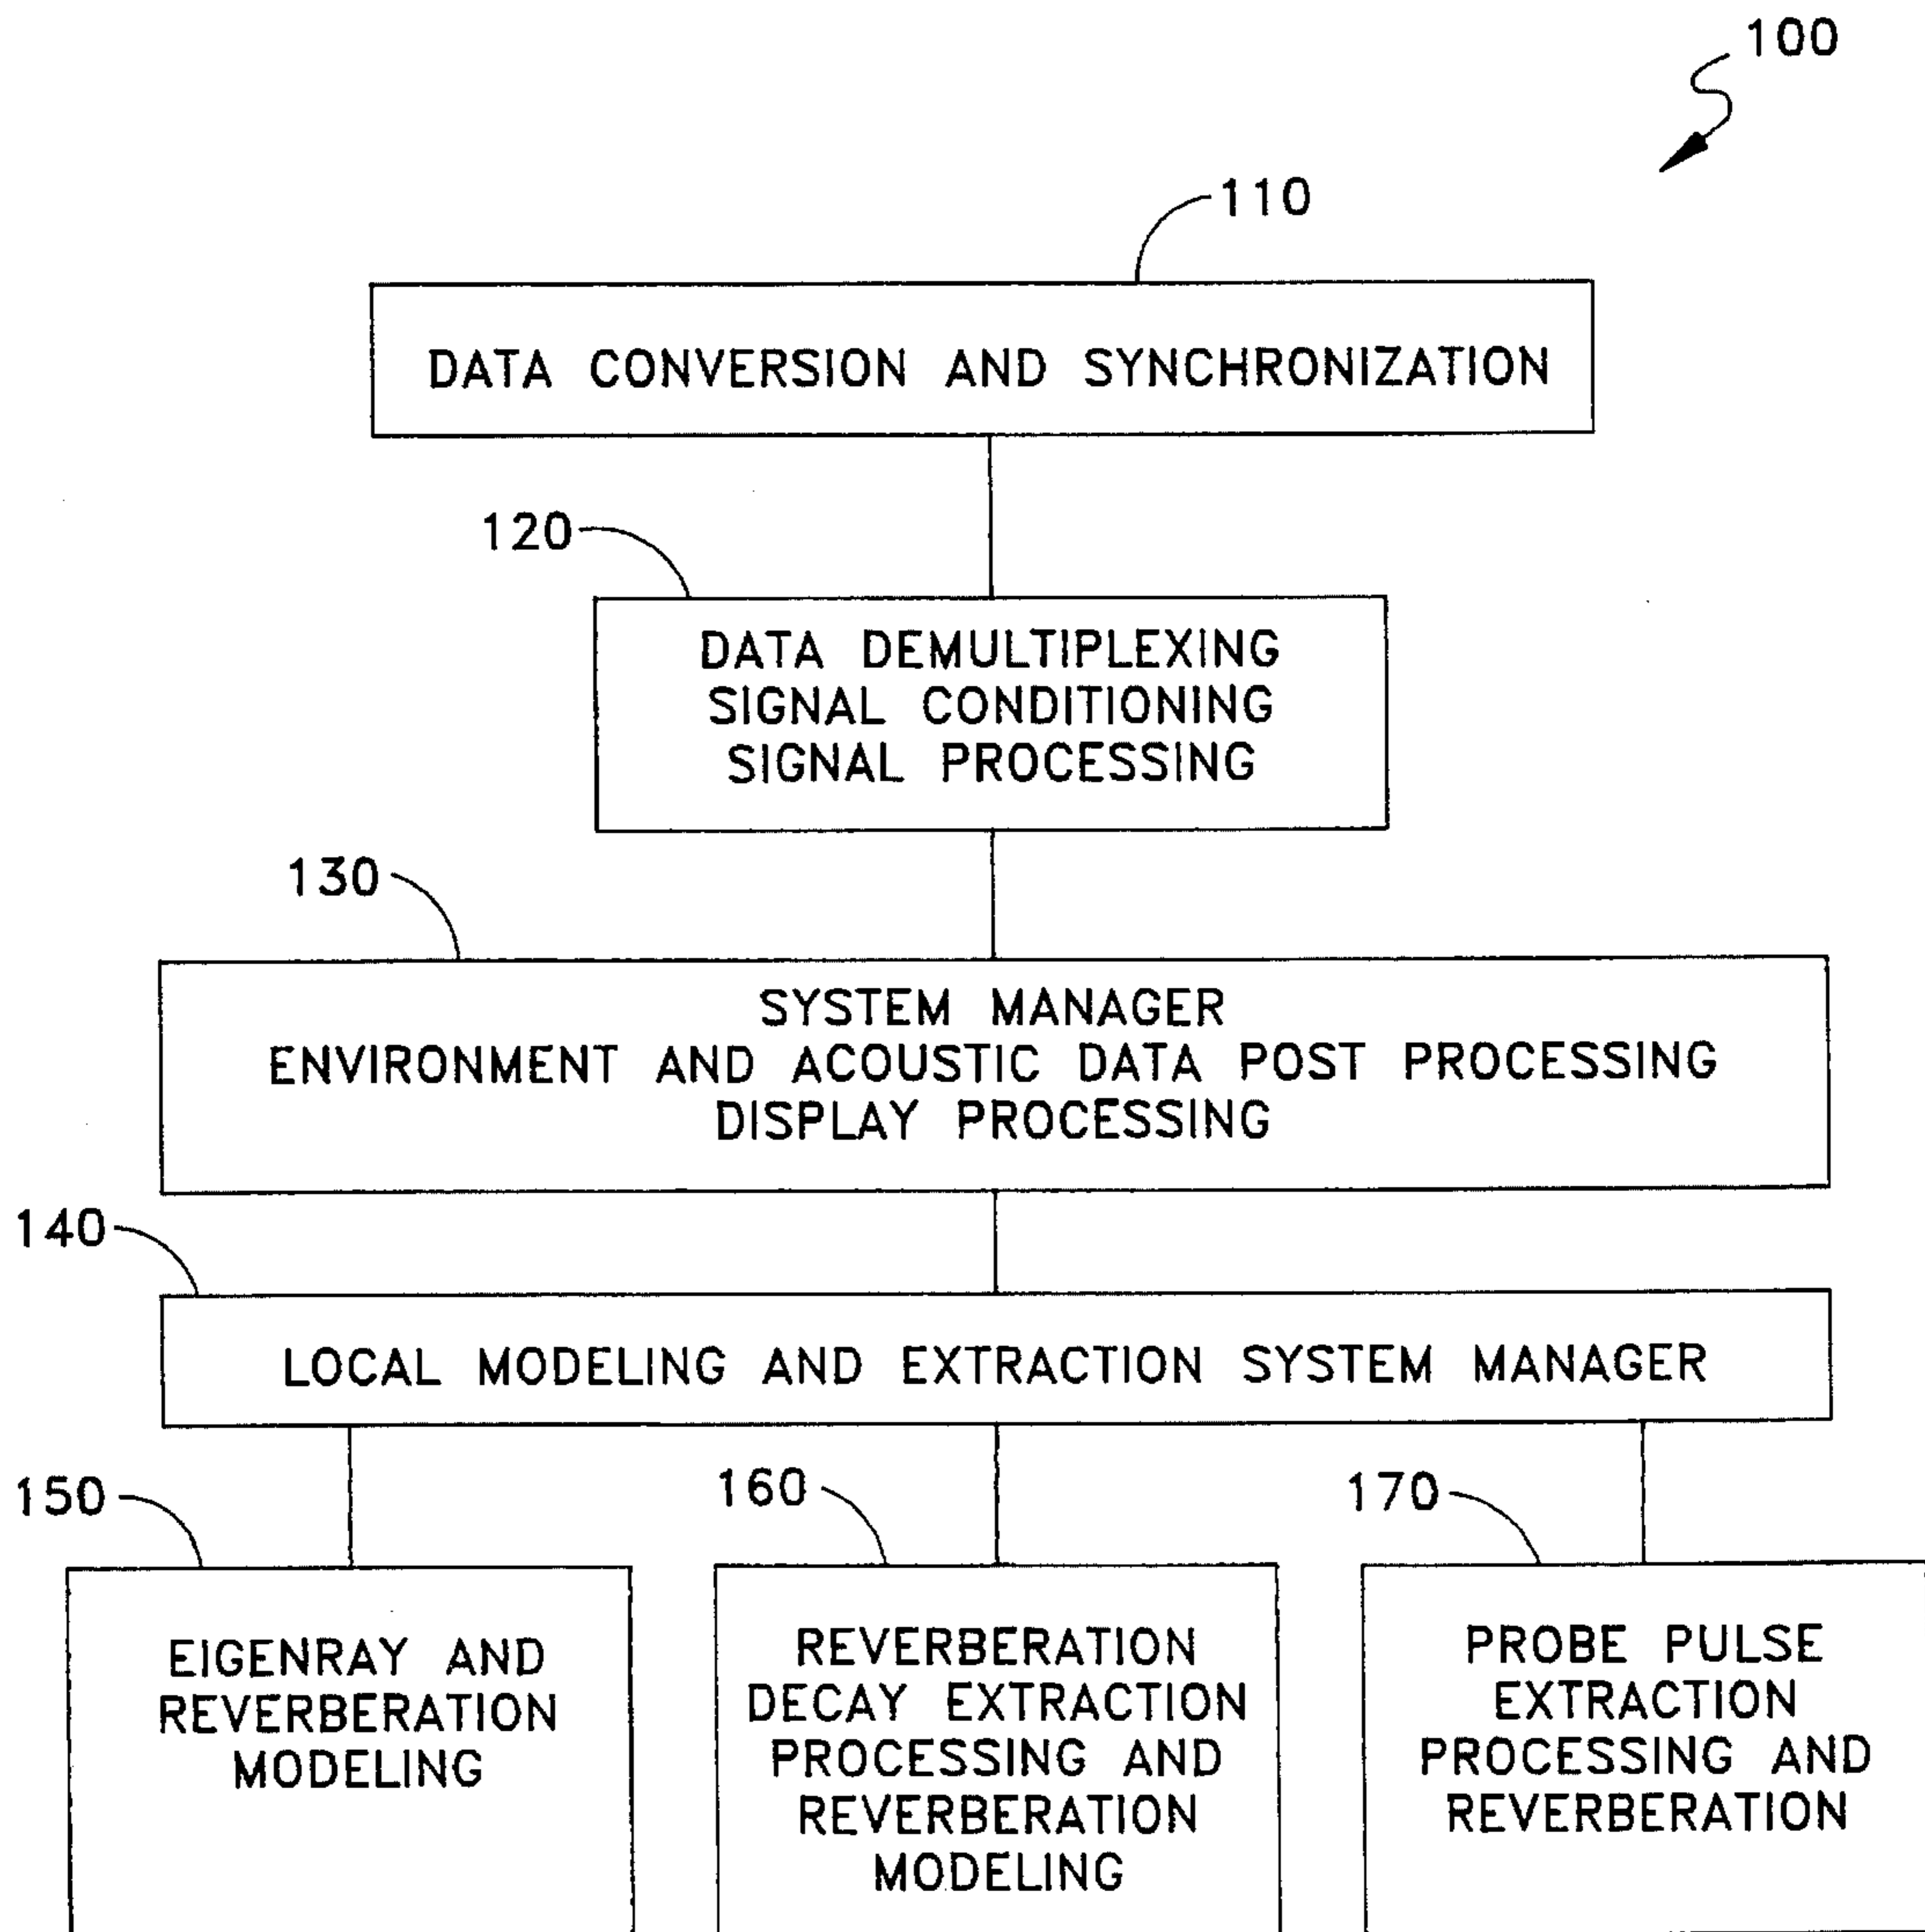 100
110
DATA CONVERSION AND SYNCHRONIZATION
120
DATA DEMULTIPLEXING
SIGNAL CONDITIONING
SIGNAL PROCESSING
130
SYSTEM MANAGER
ENVIRONMENT AND ACOUSTIC DATA POST PROCESSING
DISPLAY PROCESSING
140
LOCAL MODELING AND EXTRACTION SYSTEM MANAGER
150
EIGENRAY AND
REVERBERATION
MODELING
160
REVERBERATION
DECAY EXTRACTION
PROCESSING AND
REVERBERATION
MODELING
170
PROBE PULSE
EXTRACTION
PROCESSING AND
REVERBERATION